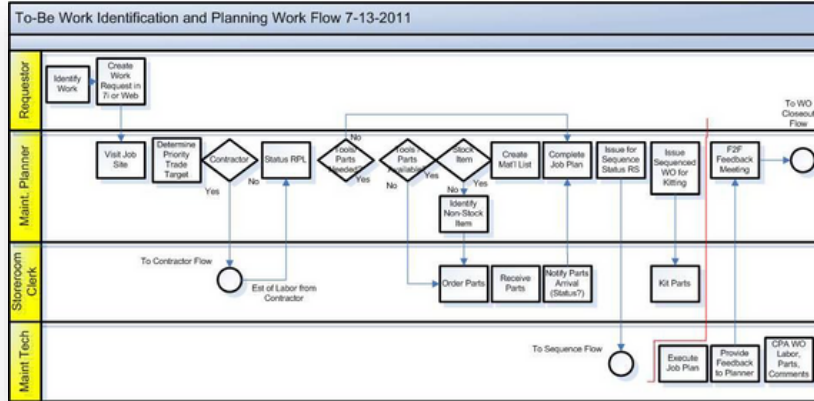 To-Be Work Identification and Planning Work Flow 7-13-2011
Requestor
Identify
Work
Create
Work
Request in
7i or Web
To WO
Closeout
Flow
Maint. Planner
Visit Job
Site
Determine
Priority
Trade
Target
Contractor
Yes
No
Status RPL
Tools/
Parts
Needed?
No
Yes
Tools /
Parts
Available?
No
Yes
Stock
Item
No
Yes
Identify
Non-Stock
Item
Create
Mat'l List
Complete
Job Plan
Issue for
Sequence
Status RS
Issue
Sequenced
WO for
Kitting
F2F
Feedback
Meeting
Storeroom
Clerk
To Contractor Flow
Est of Labor from
Contractor
Order Parts
Receive
Parts
Notify Parts
Arrival
(Status?)
Kit Parts
Maint Tech
To Sequence Flow
Execute
Job Plan
Provide
Feedback
to Planner
CPA WO
Labor,
Parts,
Comments